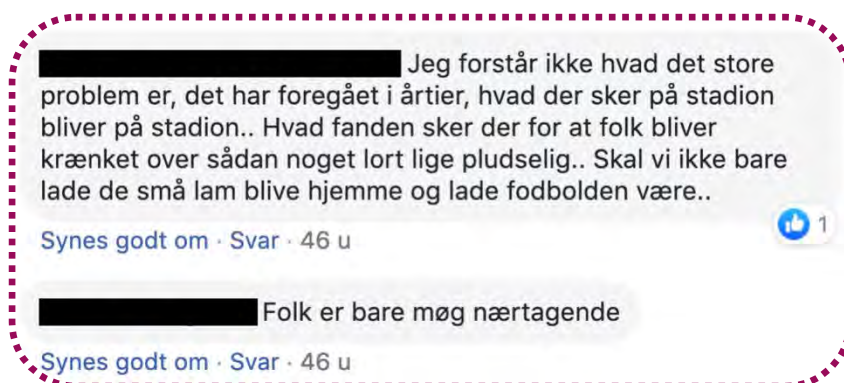 Jeg forstår ikke hvad det store
problem er, det har foregået i årtier, hvad der sker på stadion
bliver på stadion.. Hvad fanden sker der for at folk bliver
krænket over sådan noget lort lige pludselig.. Skal vi ikke bare
lade de små lam blive hjemme og lade fodbolden være..
1
Synes godt om · Svar · 46 u
Folk er bare møg nærtagende
Synes godt om · Svar · 46 u